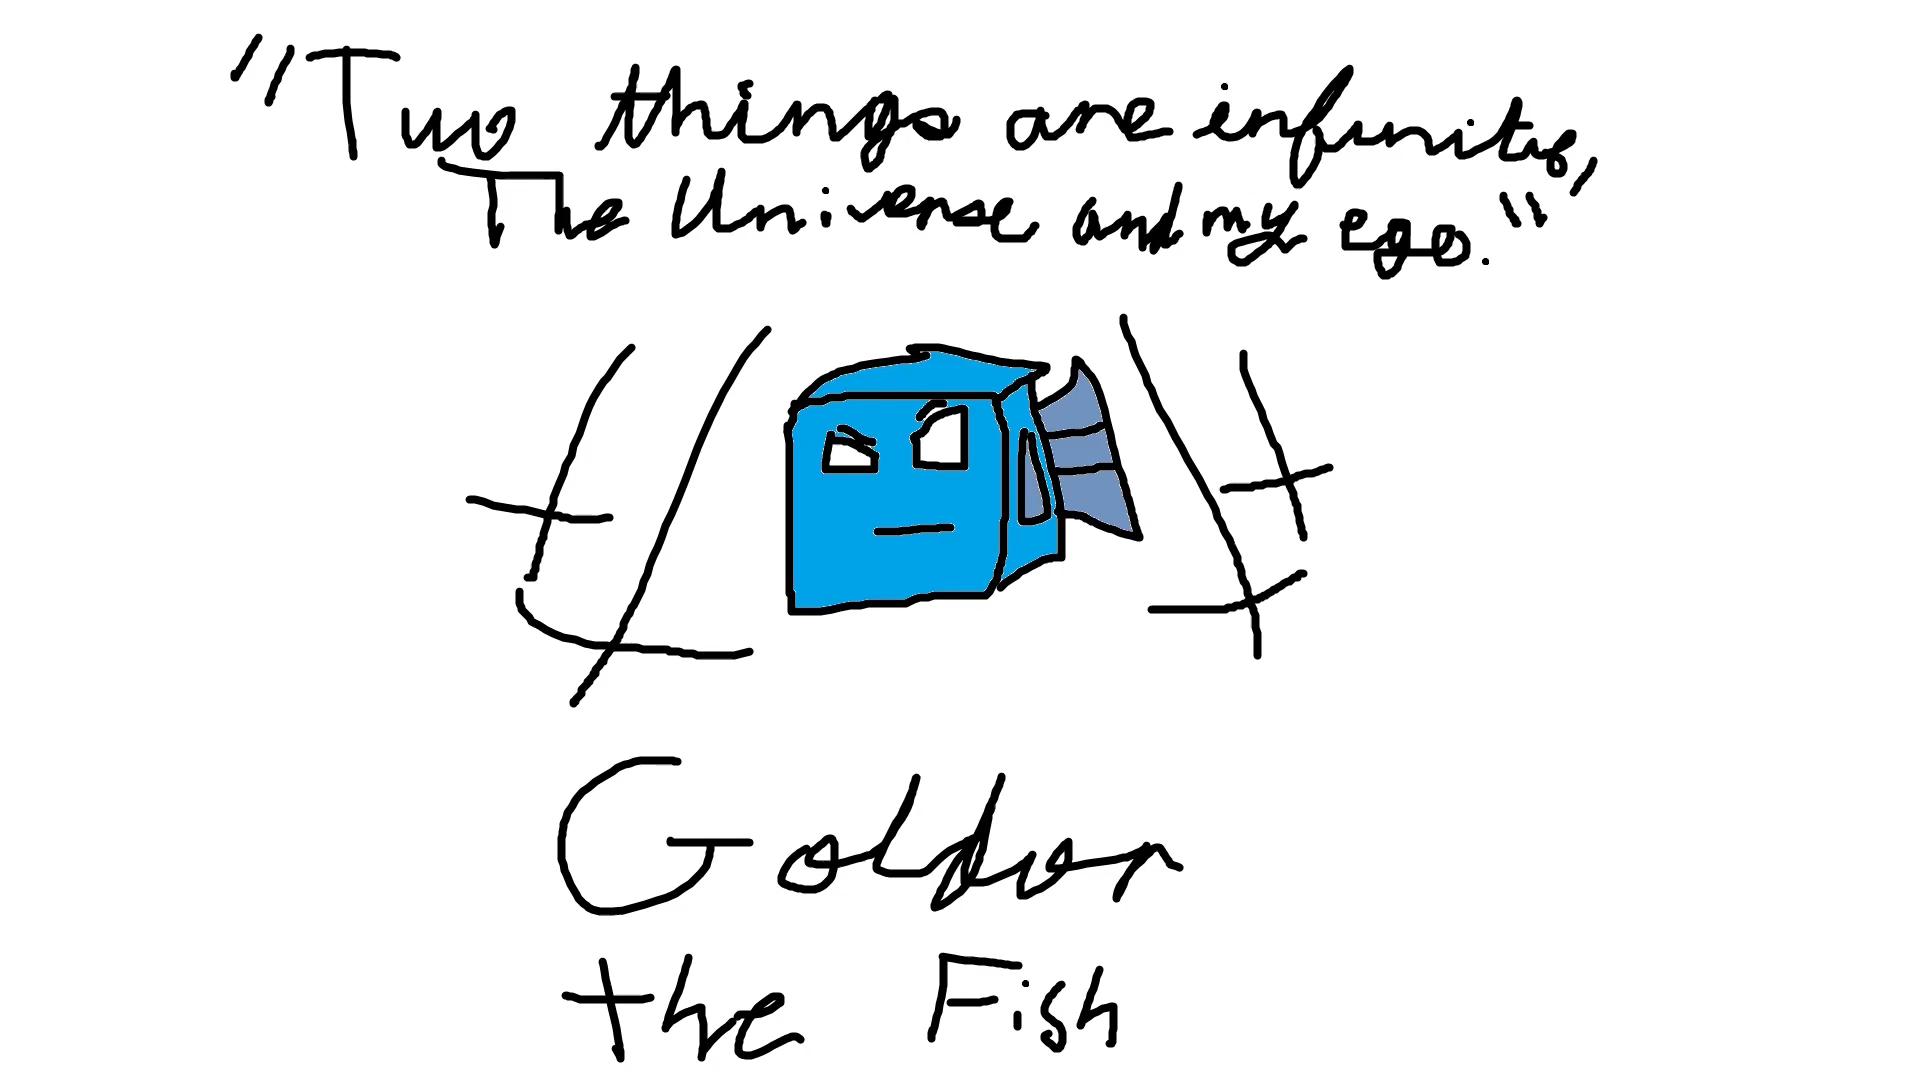 "Two things are infinite,
The Universe and my ego."
Golden
the Fish